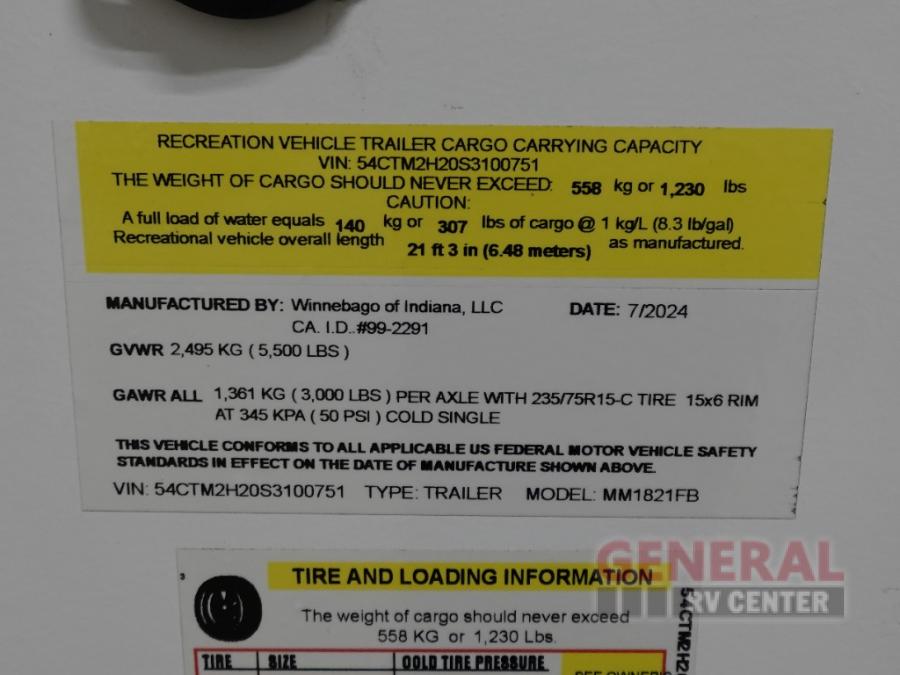 RECREATION VEHICLE TRAILER CARGO CARRYING CAPACITY
VIN: 54CTM2H20S3100751
THE WEIGHT OF CARGO SHOULD NEVER EXCEED: 558 kg or 1,230 lbs
CAUTION:
A full load of water equals 140 kg or 307 lbs of cargo @ 1 kg/L (8.3 lb/gal)
Recreational vehicle overall length 21 ft 3 in (6.48 meters) as manufactured.
MANUFACTURED BY: Winnebago of Indiana, LLC DATE: 7/2024
CA. I.D..#99-2291
GVWR 2,495 KG ( 5,500 LBS )
GAWR ALL 1,361 KG ( 3,000 LBS ) PER AXLE WITH 235/75R15-C TIRE 15x6 RIM
AT 345 KPA ( 50 PSI ) COLD SINGLE
THIS VEHICLE CONFORMS TO ALL APPLICABLE US FEDERAL MOTOR VEHICLE SAFETY
STANDARDS IN EFFECT ON THE DATE OF MANUFACTURE SHOWN ABOVE.
VIN: 54CTM2H20S3100751 TYPE: TRAILER MODEL: MM1821FB
TIRE AND LOADING INFORMATION
The weight of cargo should never exceed
558 KG or 1,230 Lbs.
TIRE SIZE COLD TIRE PRESSURE
SEE OWNER'S
54CTM2H2
GENERAL
RV CENTER